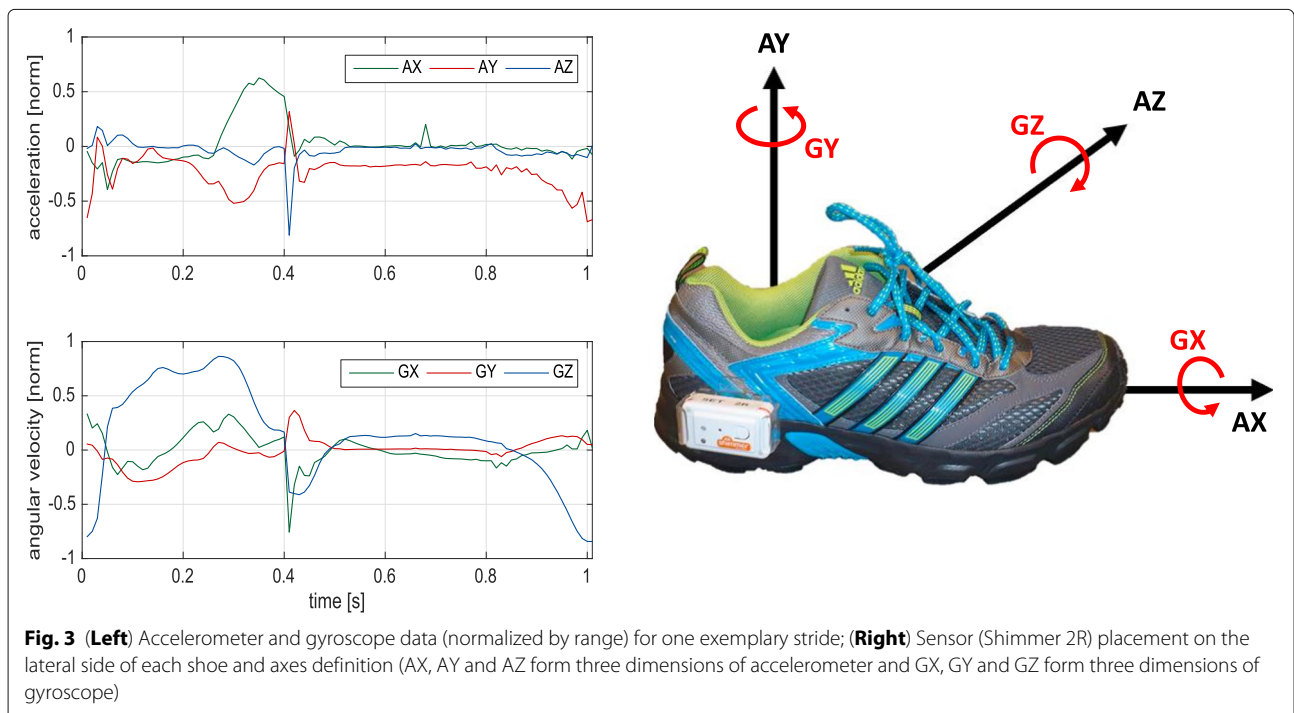 1
0.5
0
-0.5
-1
acceleration [norm]
AX AY AZ
0 0.2 0.4 0.6 0.8 1
1
0.5
0
-0.5
-1
angular velocity [norm]
GX GY GZ
0 0.2 0.4 0.6 0.8 1
time [s]
AY
GY
AZ
GZ
GX
AX
adidas
SET 2R
shimmer
Fig. 3 (Left) Accelerometer and gyroscope data (normalized by range) for one exemplary stride; (Right) Sensor (Shimmer 2R) placement on the
lateral side of each shoe and axes definition (AX, AY and AZ form three dimensions of accelerometer and GX, GY and GZ form three dimensions of
gyroscope)